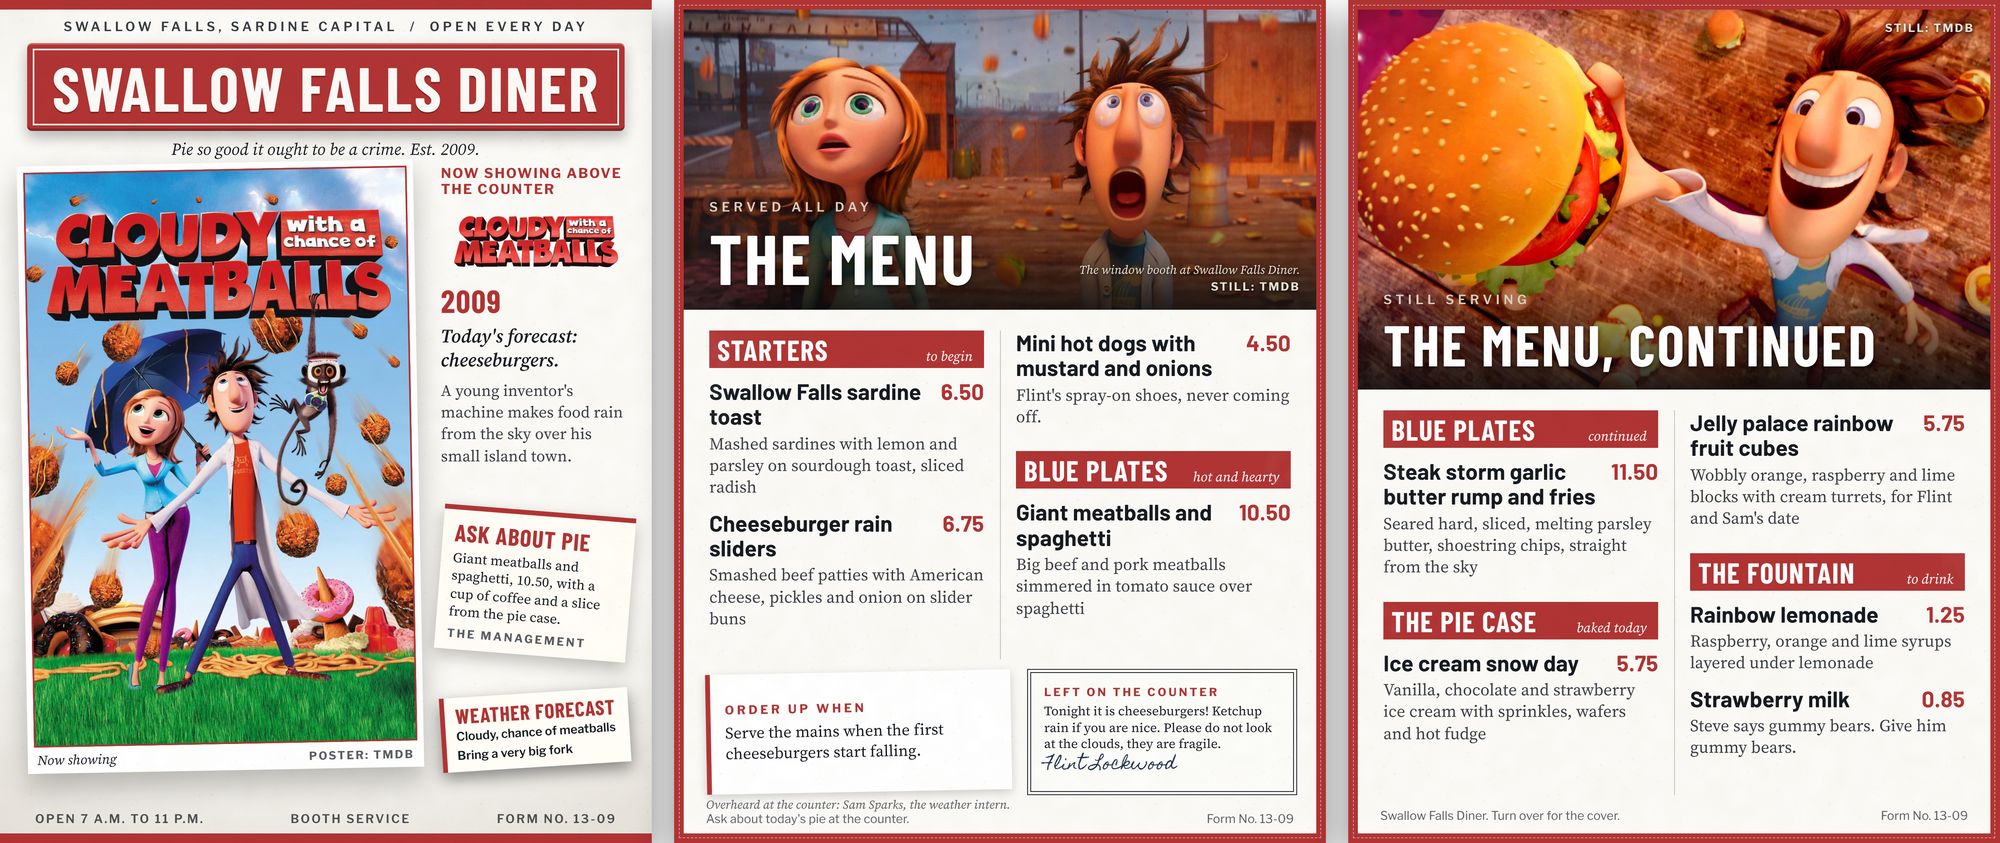 SWALLOW FALLS, SARDINE CAPITAL / OPEN EVERY DAY
SWALLOW FALLS DINER
Pie so good it ought to be a crime. Est. 2009.
CLOUDY with a
chance of
MEATBALLS
Now showing
POSTER: TMDB
NOW SHOWING ABOVE
THE COUNTER
CLOUDY with a
chance of
MEATBALLS
2009
Today's forecast:
cheeseburgers.
A young inventor's
machine makes food rain
from the sky over his
small island town.
ASK ABOUT PIE
Giant meatballs and
spaghetti, 10.50, with a
cup of coffee and a slice
from the pie case.
THE MANAGEMENT
WEATHER FORECAST
Cloudy, chance of meatballs
Bring a very big fork
OPEN 7 A.M. TO 11 P.M.
BOOTH SERVICE
FORM NO. 13-09
SERVED ALL DAY
THE MENU
The window booth at Swallow Falls Diner.
STILL: TMDB
STARTERS
to begin
Swallow Falls sardine 6.50
toast
Mashed sardines with lemon and
parsley on sourdough toast, sliced
radish
Cheeseburger rain 6.75
sliders
Smashed beef patties with American
cheese, pickles and onion on slider
buns
Mini hot dogs with 4.50
mustard and onions
Flint's spray-on shoes, never coming
off.
BLUE PLATES
hot and hearty
Giant meatballs and 10.50
spaghetti
Big beef and pork meatballs
simmered in tomato sauce over
spaghetti
ORDER UP WHEN
Serve the mains when the first
cheeseburgers start falling.
LEFT ON THE COUNTER
Tonight it is cheeseburgers! Ketchup
rain if you are nice. Please do not look
at the clouds, they are fragile.
Flint Lockwood
Overheard at the counter: Sam Sparks, the weather intern.
Ask about today's pie at the counter.
Form No. 13-09
STILL: TMDB
STILL SERVING
THE MENU, CONTINUED
BLUE PLATES
continued
Steak storm garlic 11.50
butter rump and fries
Seared hard, sliced, melting parsley
butter, shoestring chips, straight
from the sky
THE PIE CASE
baked today
Ice cream snow day 5.75
Vanilla, chocolate and strawberry
ice cream with sprinkles, wafers
and hot fudge
Jelly palace rainbow 5.75
fruit cubes
Wobbly orange, raspberry and lime
blocks with cream turrets, for Flint
and Sam's date
THE FOUNTAIN
to drink
Rainbow lemonade 1.25
Raspberry, orange and lime syrups
layered under lemonade
Strawberry milk 0.85
Steve says gummy bears. Give him
gummy bears.
Swallow Falls Diner. Turn over for the cover.
Form No. 13-09